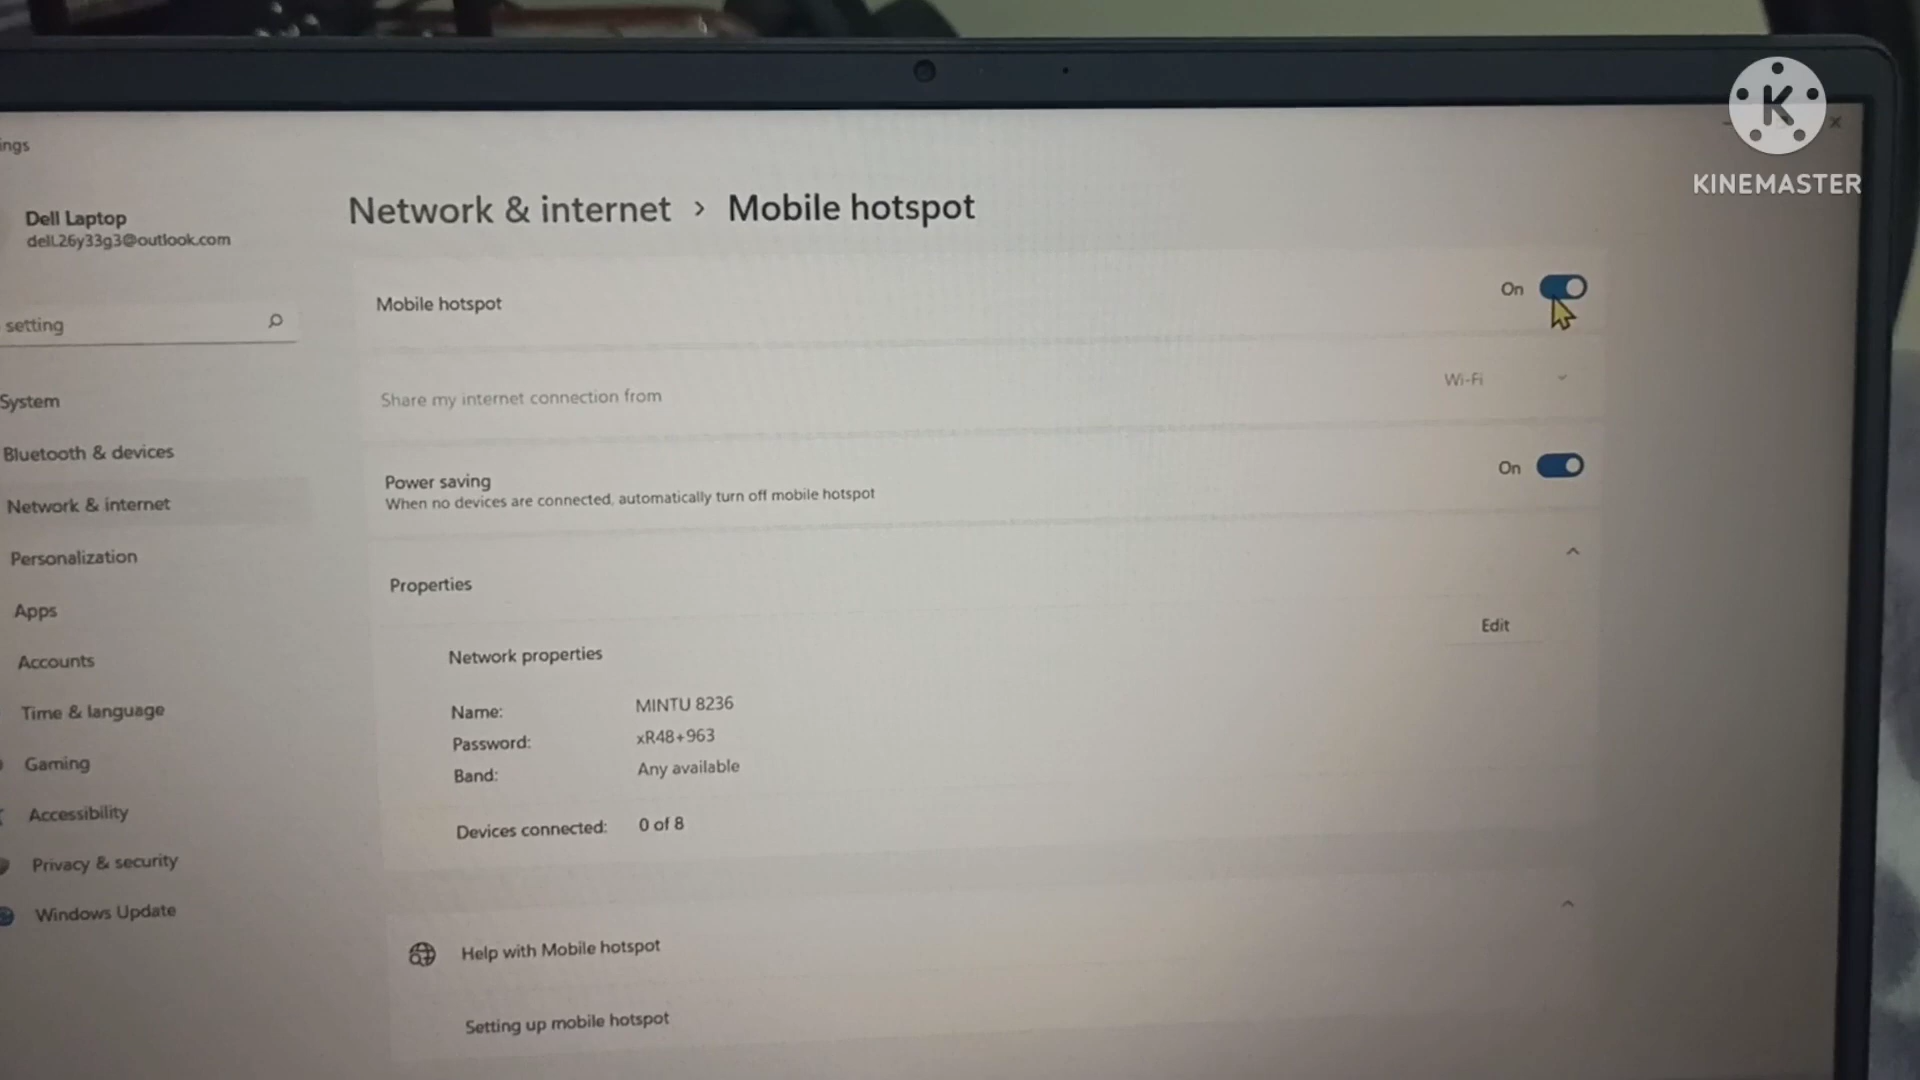 ings
KINEMASTER
Dell Laptop
dell.26y33g3@outlook.com
setting
System
Bluetooth & devices
Network & internet
Personalization
Apps
Accounts
Time & language
Gaming
Accessibility
Privacy & security
Windows Update
Network & internet > Mobile hotspot
Mobile hotspot On
Share my internet connection from Wi-Fi
Power saving On
When no devices are connected, automatically turn off mobile hotspot
Properties
Edit
Network properties
Name: MINTU 8236
Password: xR48+963
Band: Any available
Devices connected: 0 of 8
Help with Mobile hotspot
Setting up mobile hotspot